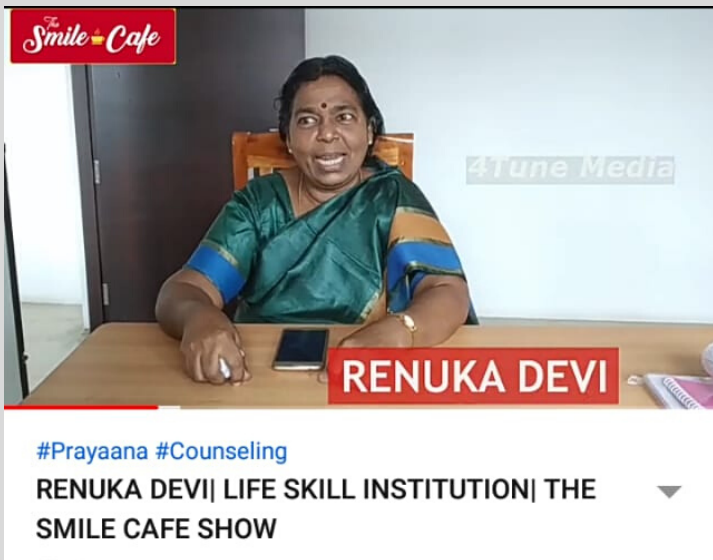 The
Smile Cafe
4Tune Media
RENUKA DEVI
#Prayaana #Counseling
RENUKA DEVI| LIFE SKILL INSTITUTION| THE
SMILE CAFE SHOW